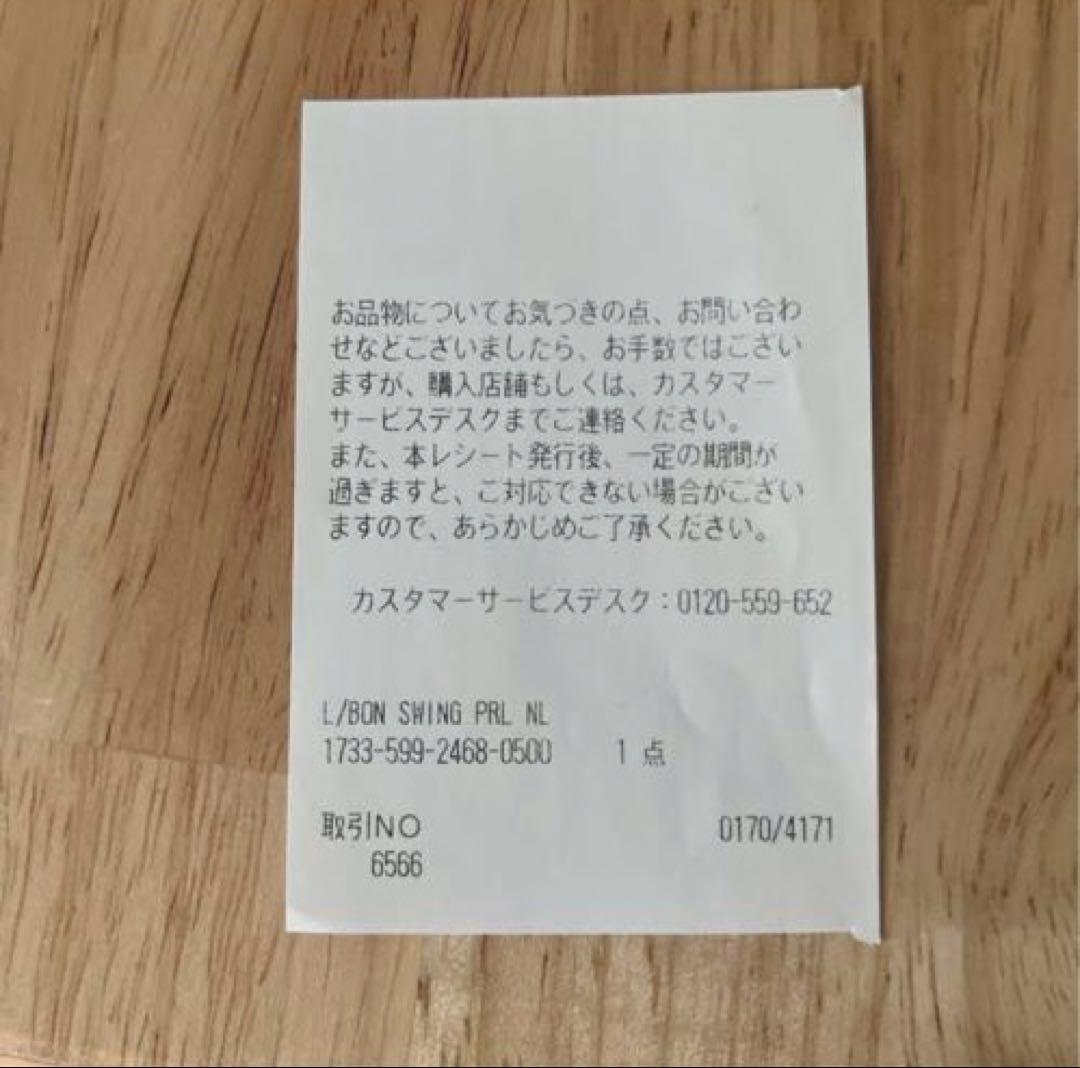 お品物についてお気づきの点、お問い合わ
せなどございましたら、お手数ではござい
ますが、購入店舗もしくは、カスタマー
サービスデスクまでご連絡ください。
また、本レシート発行後、一定の期間が
過ぎますと、ご対応できない場合がござい
ますので、あらかじめご了承ください。
カスタマーサービスデスク：0120-559-652
L/BON SWING PRL NL
1733-599-2468-0500 1 点
取引NO 0170/4171
6566